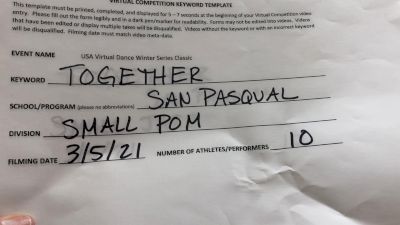 VIRTUAL COMPETITION KEYWORD TEMPLATE
This template must be printed, completed, and displayed for 5 – 7 seconds at the beginning of your Virtual Competition video
entry. Please fill out the form legibly and in a dark pen/marker for readability. Forms may not be edited into videos. Videos
that have been edited or display multiple takes will be disqualified. Videos without the keyword or with an incorrect keyword
will be disqualified. Filming date must match video meta-data.
EVENT NAME USA Virtual Dance Winter Series Classic
KEYWORD TOGETHER
SCHOOL/PROGRAM (please no abbreviations) SAN PASQUAL
DIVISION SMALL POM
FILMING DATE 3/5/21 NUMBER OF ATHLETES/PERFORMERS 10